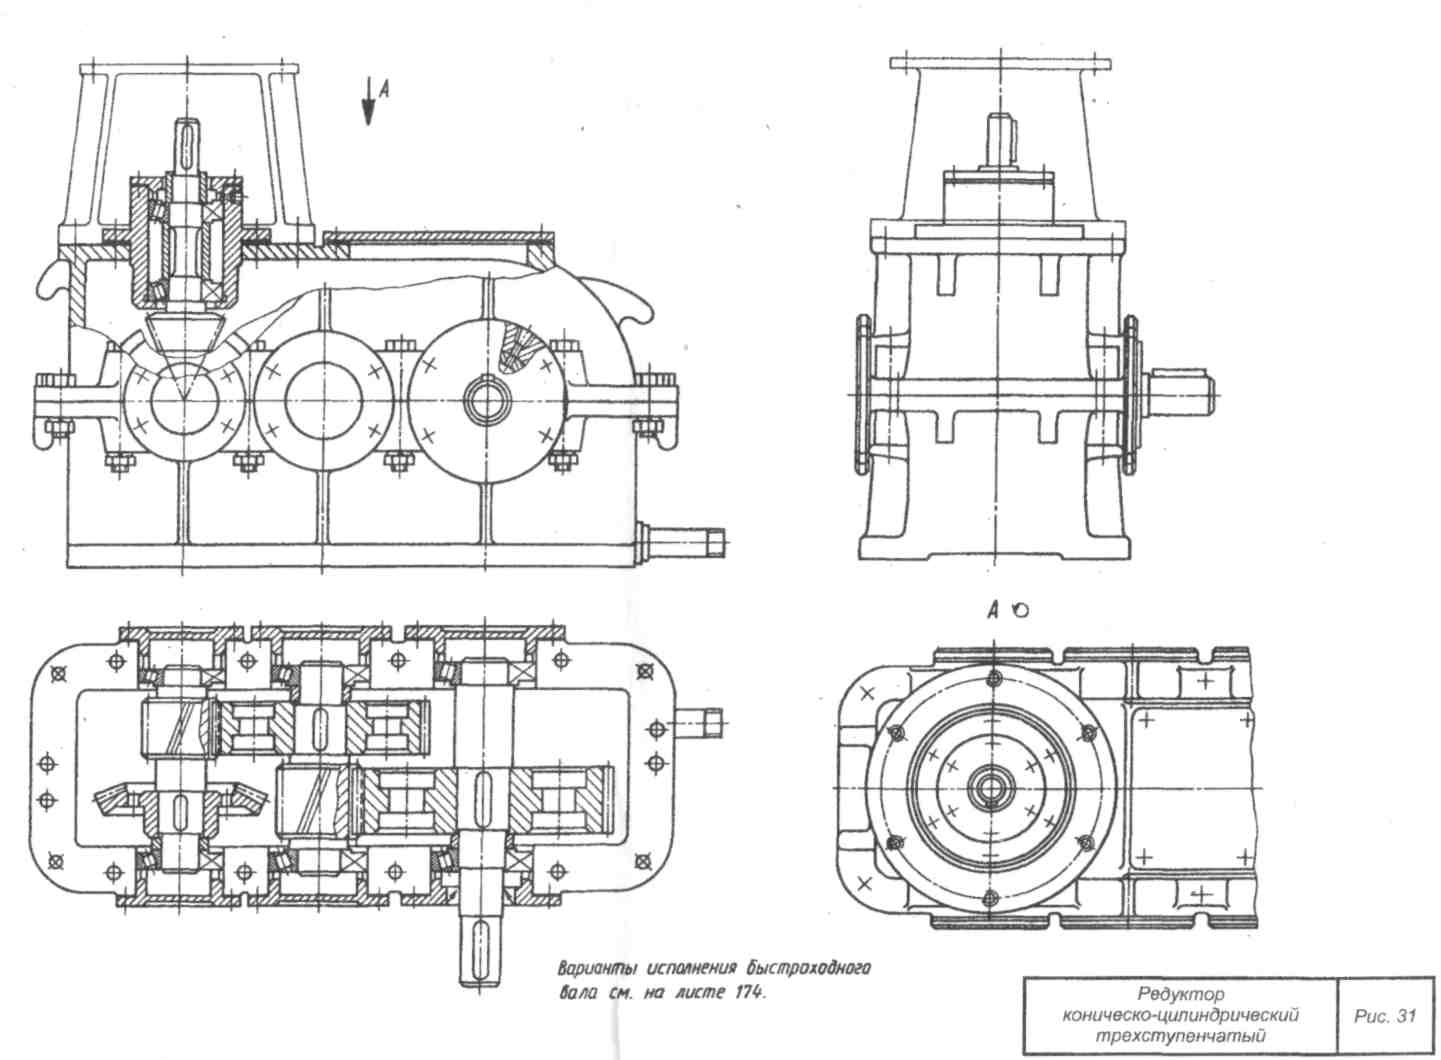 А
А
Варианты исполнения быстроходного
вала см. на листе 174.
Редуктор
коническо-цилиндрический
трехступенчатый
Рис. 31